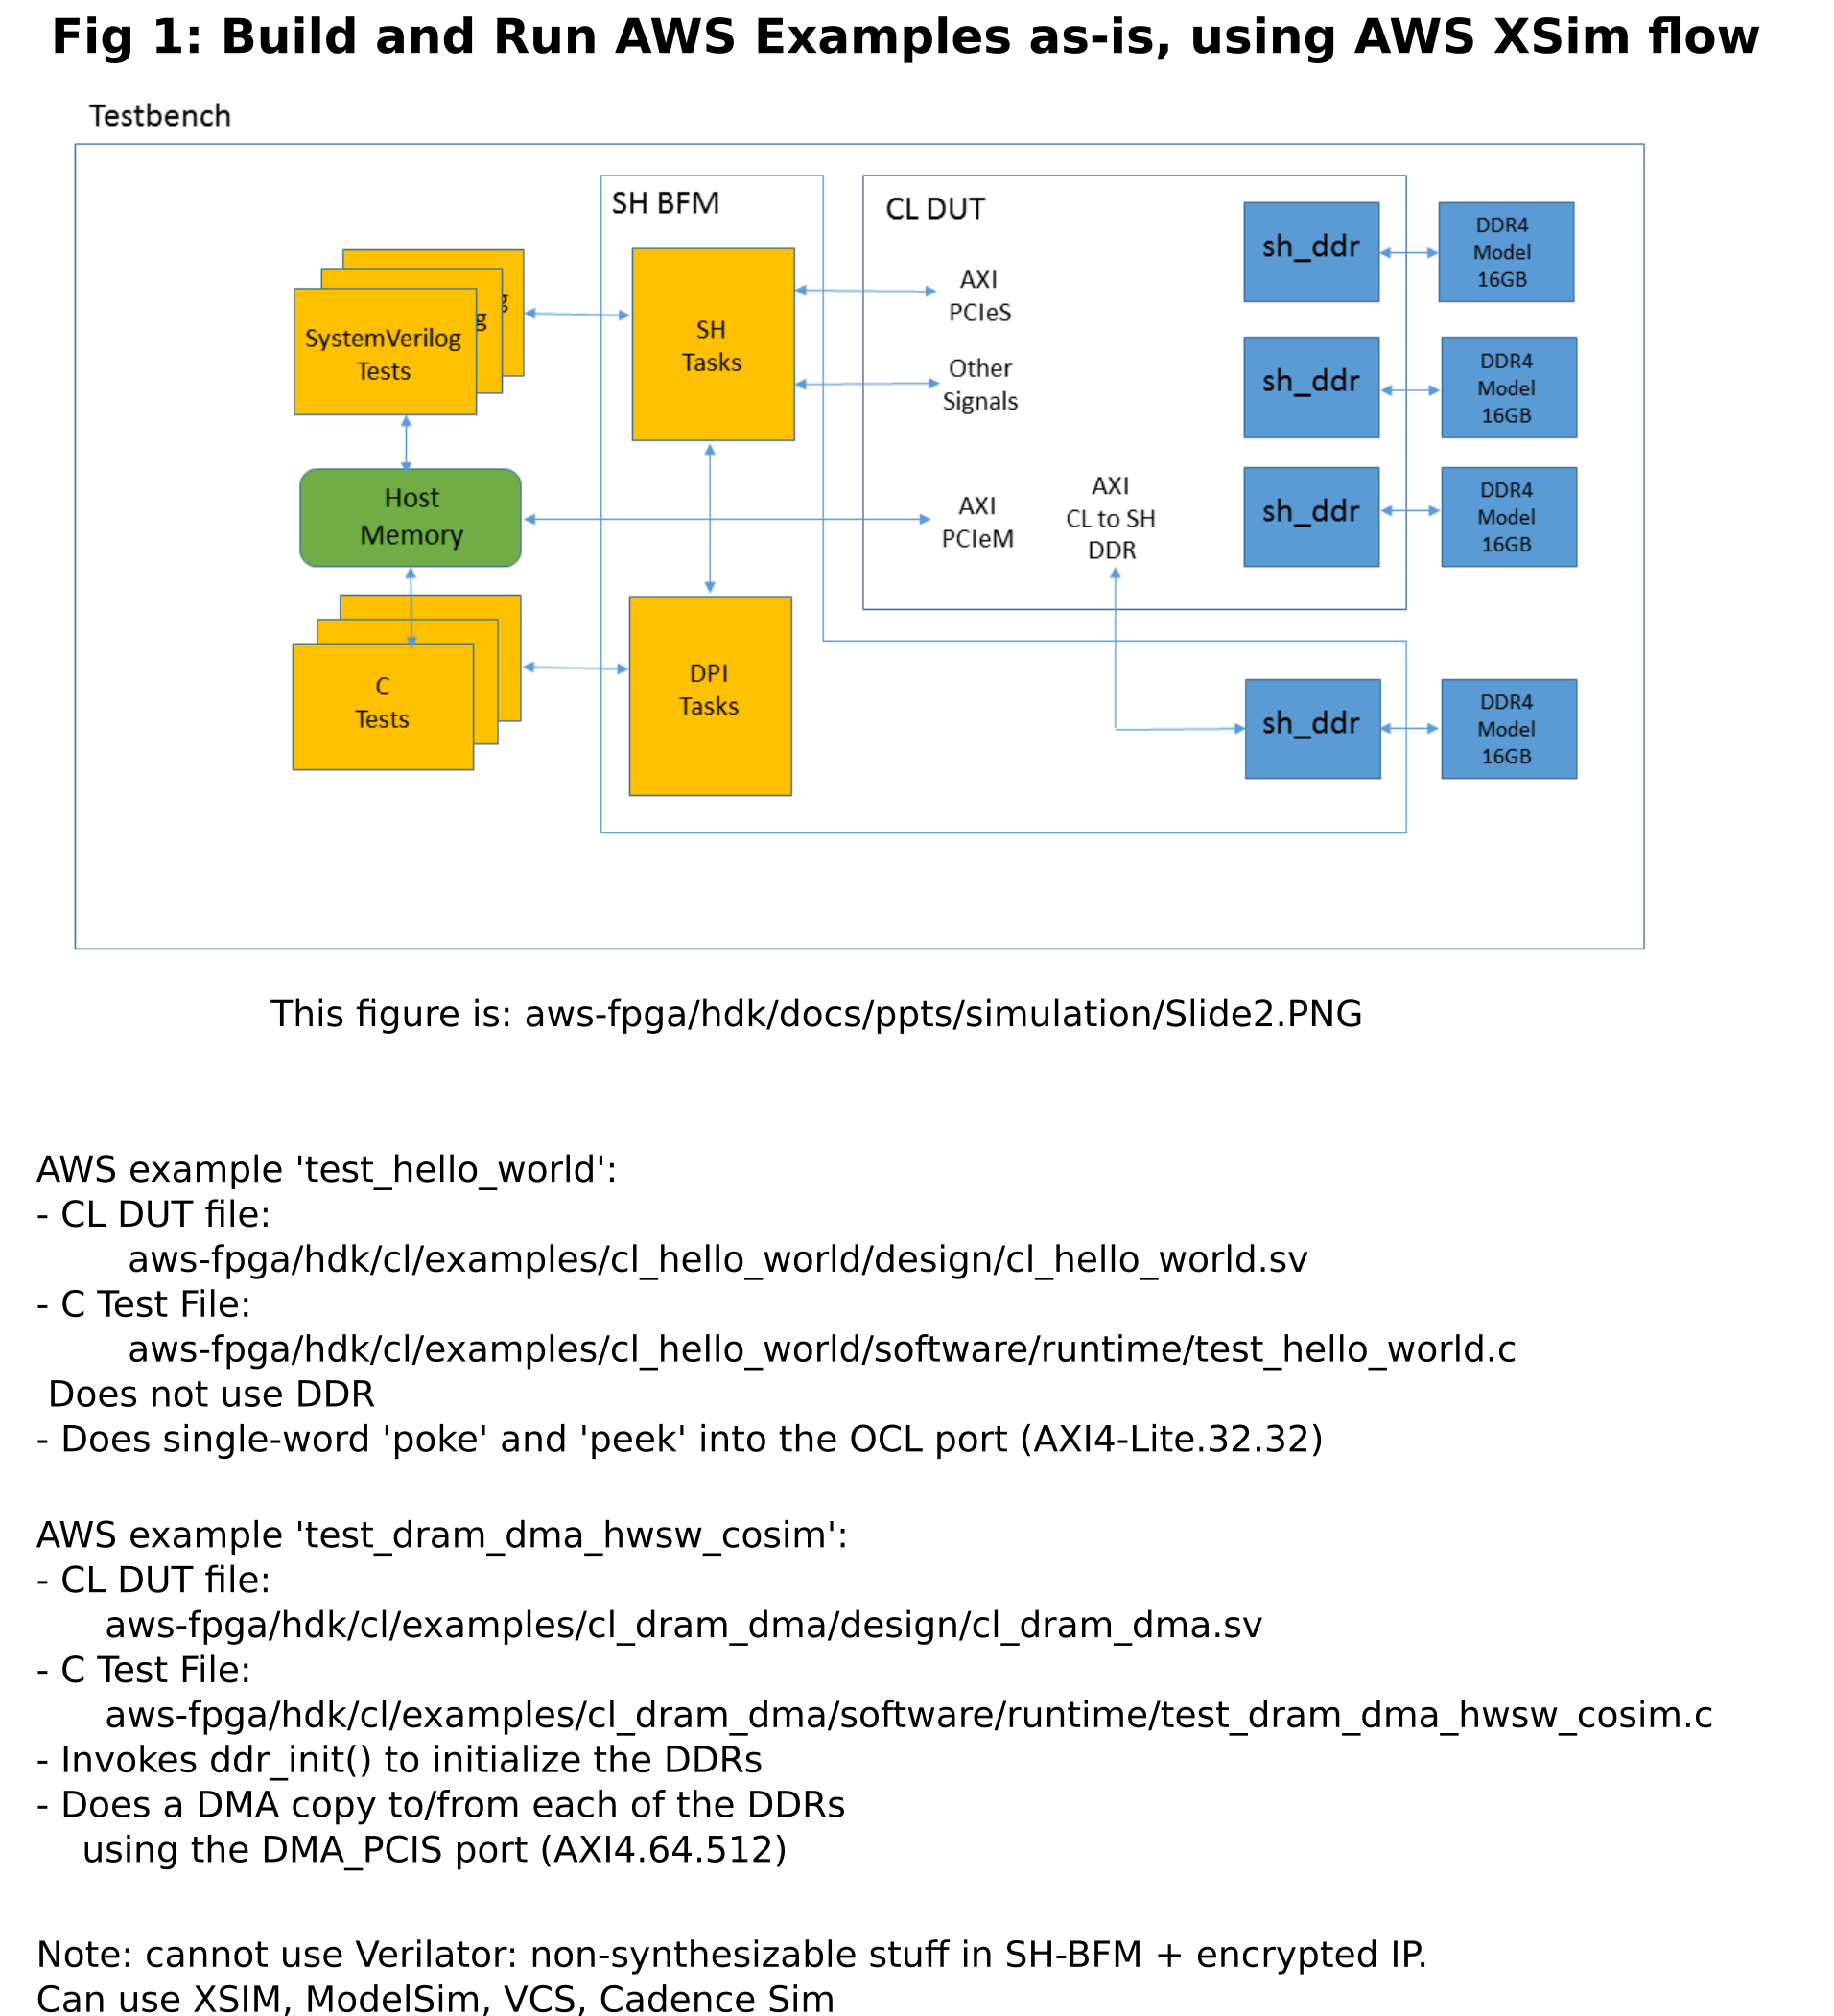 Fig 1: Build and Run AWS Examples as-is, using AWS XSim flow
Testbench
SH BFM
CL DUT
SystemVerilog
Tests
g
g
SH
Tasks
AXI
PCIeS
Other
Signals
sh_ddr
DDR4
Model
16GB
sh_ddr
DDR4
Model
16GB
Host
Memory
AXI
PCIeM
AXI
CL to SH
DDR
sh_ddr
DDR4
Model
16GB
C
Tests
DPI
Tasks
sh_ddr
DDR4
Model
16GB
This figure is: aws-fpga/hdk/docs/ppts/simulation/Slide2.PNG
AWS example 'test_hello_world':
- CL DUT file:
aws-fpga/hdk/cl/examples/cl_hello_world/design/cl_hello_world.sv
- C Test File:
aws-fpga/hdk/cl/examples/cl_hello_world/software/runtime/test_hello_world.c
Does not use DDR
- Does single-word 'poke' and 'peek' into the OCL port (AXI4-Lite.32.32)
AWS example 'test_dram_dma_hwsw_cosim':
- CL DUT file:
aws-fpga/hdk/cl/examples/cl_dram_dma/design/cl_dram_dma.sv
- C Test File:
aws-fpga/hdk/cl/examples/cl_dram_dma/software/runtime/test_dram_dma_hwsw_cosim.c
- Invokes ddr_init() to initialize the DDRs
- Does a DMA copy to/from each of the DDRs
using the DMA_PCIS port (AXI4.64.512)
Note: cannot use Verilator: non-synthesizable stuff in SH-BFM + encrypted IP.
Can use XSIM, ModelSim, VCS, Cadence Sim